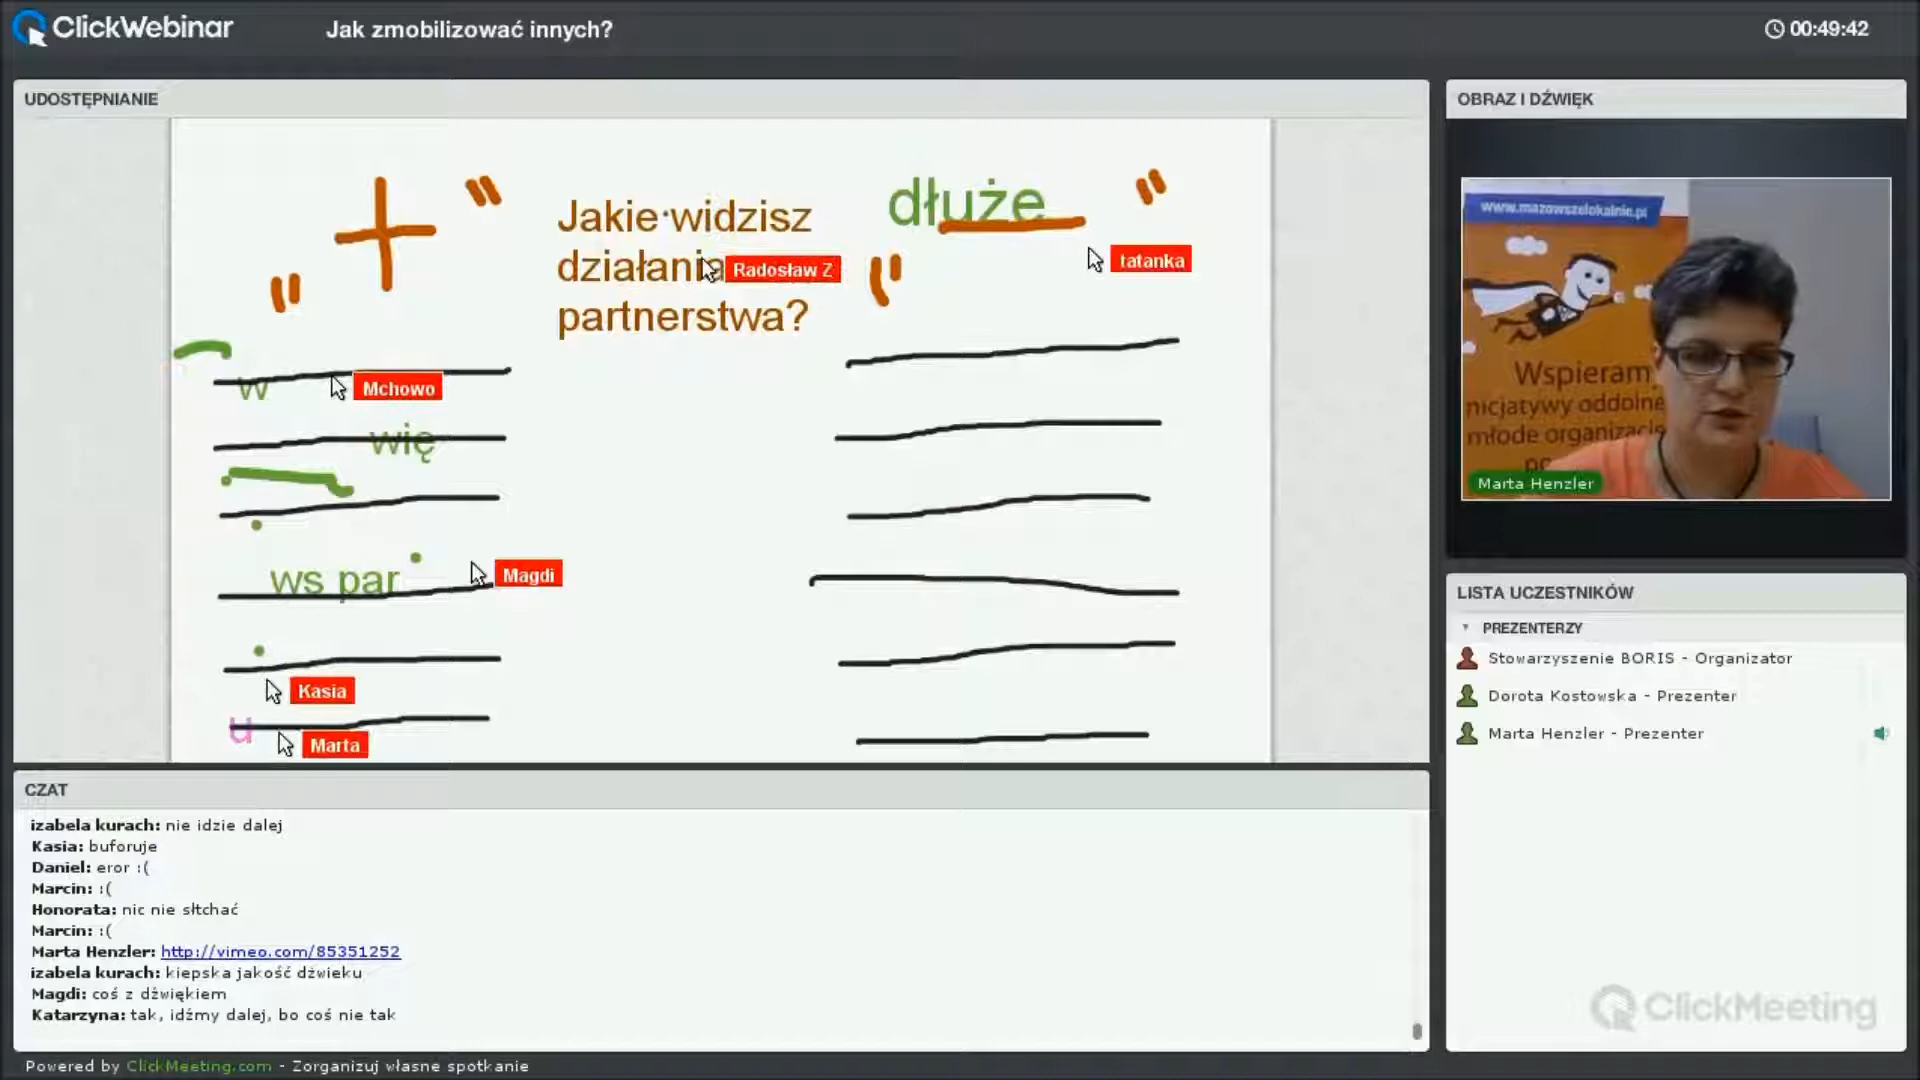 ClickWebinar
Jak zmobilizować innych?
00:49:42
UDOSTĘPNIANIE
Jakie widzisz
działania
partnerstwa?
dłuże
Radosław Z
tatanka
w
Mchowo
wię
ws par
Magdi
Kasia
u
Marta
OBRAZ I DŹWIĘK
www.mazowszelokalnie.pl
Wspieram
nicjatywy oddolne
młode organizacje
po
Marta Henzler
LISTA UCZESTNIKÓW
PREZENTERZY
Stowarzyszenie BORIS - Organizator
Dorota Kostowska - Prezenter
Marta Henzler - Prezenter
CZAT
izabela kurach: nie idzie dalej
Kasia: buforuje
Daniel: eror :(
Marcin: :(
Honorata: nic nie słtchać
Marcin: :(
Marta Henzler: http://vimeo.com/85351252
izabela kurach: kiepska jakość dźwieku
Magdi: coś z dźwiękiem
Katarzyna: tak, idźmy dalej, bo coś nie tak
ClickMeeting
Powered by ClickMeeting.com - Zorganizuj własne spotkanie